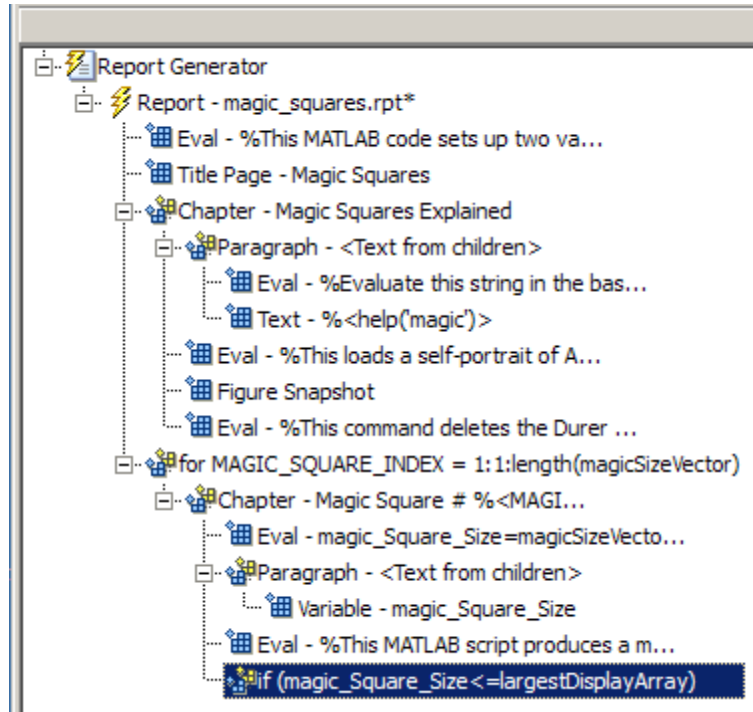 Report Generator
Report - magic_squares.rpt*
Eval - %This MATLAB code sets up two va...
Title Page - Magic Squares
Chapter - Magic Squares Explained
Paragraph - <Text from children>
Eval - %Evaluate this string in the bas...
Text - %<help('magic')>
Eval - %This loads a self-portrait of A...
Figure Snapshot
Eval - %This command deletes the Durer ...
for MAGIC_SQUARE_INDEX = 1:1:length(magicSizeVector)
Chapter - Magic Square # %<MAGI...
Eval - magic_Square_Size=magicSizeVecto...
Paragraph - <Text from children>
Variable - magic_Square_Size
Eval - %This MATLAB script produces a m...
if (magic_Square_Size<=largestDisplayArray)